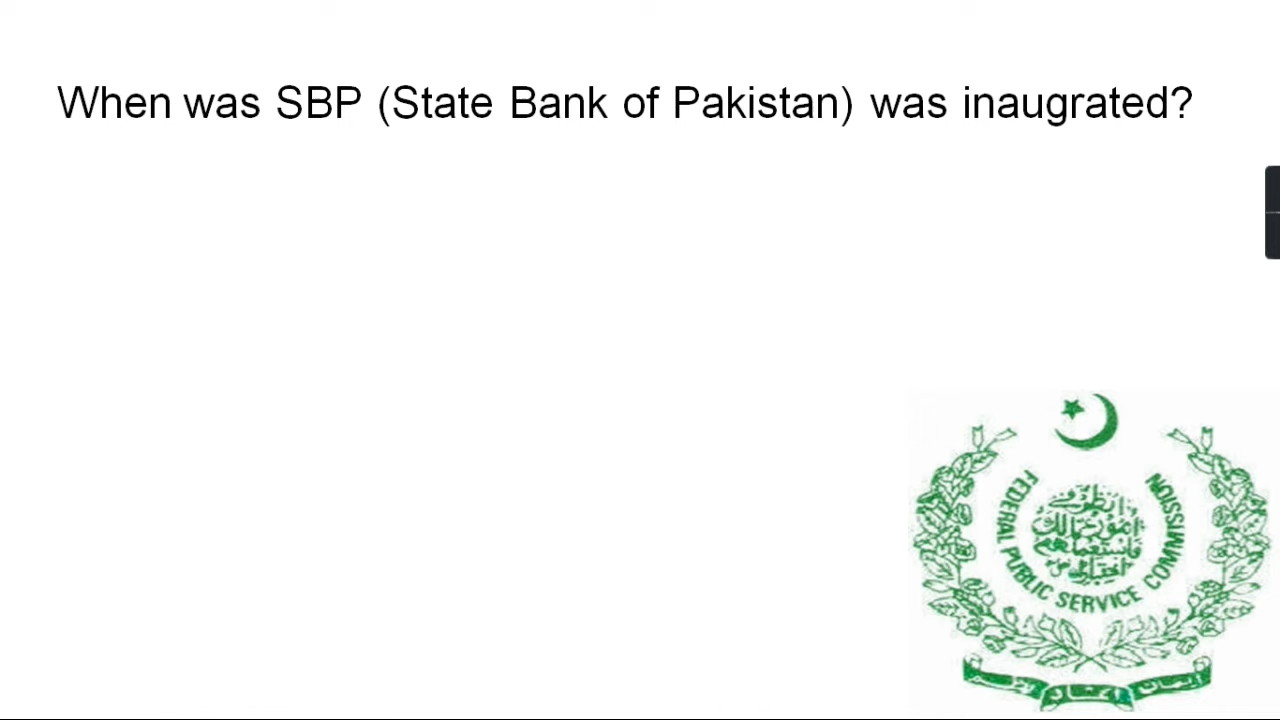 When was SBP (State Bank of Pakistan) was inaugrated?
FEDERAL PUBLIC SERVICE COMMISSION